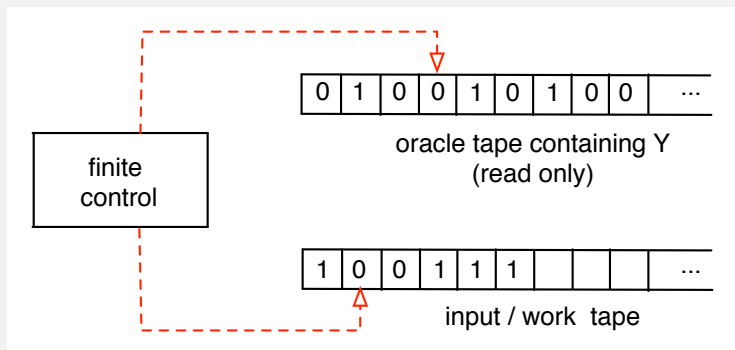 0 1 0 0 1 0 1 0 0 ...
oracle tape containing Y
(read only)
finite
control
1 0 0 1 1 1 ...
input / work tape